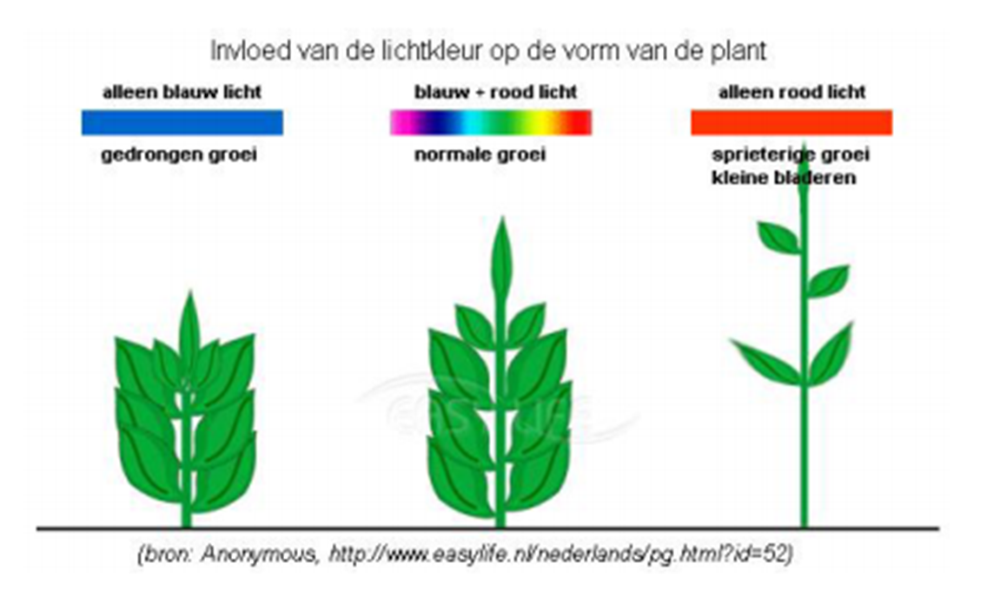 Invloed van de lichtkleur op de vorm van de plant
alleen blauw licht
gedrongen groei
blauw + rood licht
normale groei
alleen rood licht
sprieterige groei
kleine bladeren
EASYLIFE
(bron: Anonymous, http://www.easylife.nl/nederlands/pg.html?id=52)